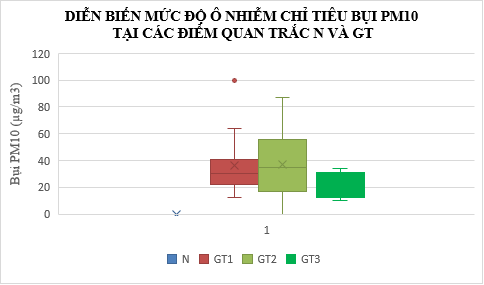 DIỄN BIẾN MỨC ĐỘ Ô NHIỄM CHỈ TIÊU BỤI PM10
TẠI CÁC ĐIỂM QUAN TRẮC N VÀ GT
Bụi PM10 (µg/m3)
120
100
80
60
40
20
0
1
N GT1 GT2 GT3